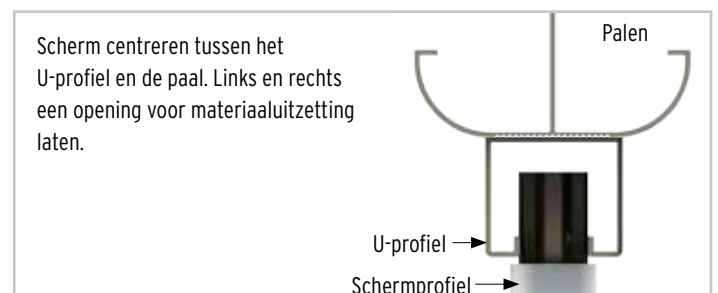 Scherm centreren tussen het
U-profiel en de paal. Links en rechts
een opening voor materiaaluitzetting
laten.
Palen
U-profiel
Schermprofiel